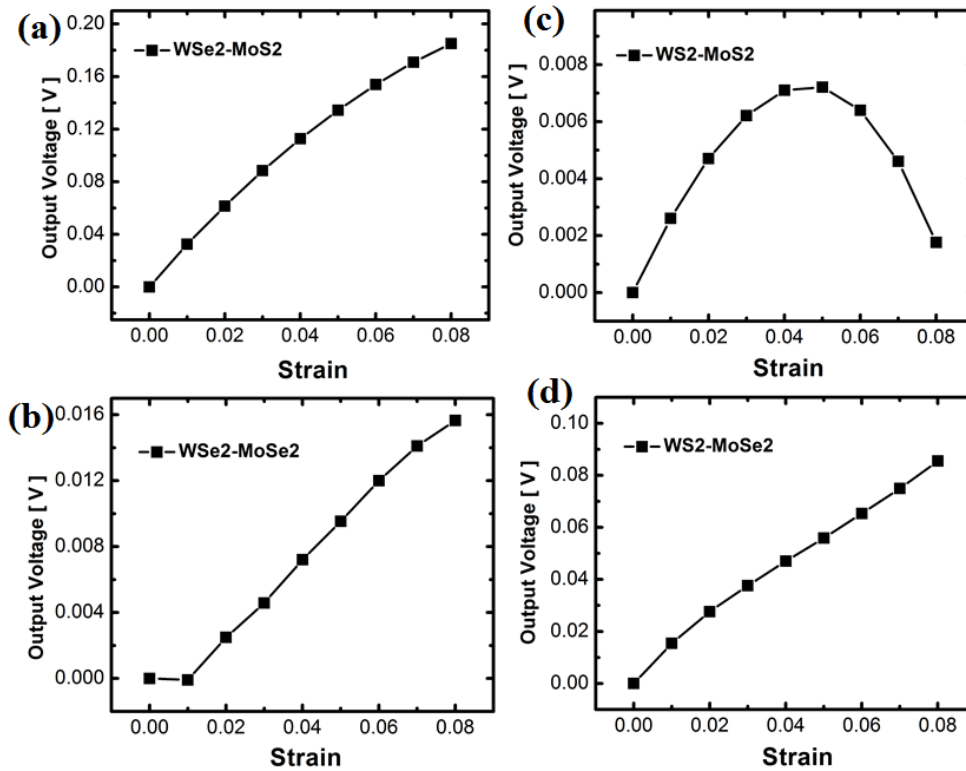 (a)
Output Voltage [ V ]
0.20
0.16
0.12
0.08
0.04
0.00
WSe2-MoS2
0.00 0.02 0.04 0.06 0.08
Strain
(c)
Output Voltage [ V ]
0.008
0.006
0.004
0.002
0.000
WS2-MoS2
0.00 0.02 0.04 0.06 0.08
Strain
(b)
Output Voltage [ V ]
0.016
0.012
0.008
0.004
0.000
WSe2-MoSe2
0.00 0.02 0.04 0.06 0.08
Strain
(d)
Output Voltage [ V ]
0.10
0.08
0.06
0.04
0.02
0.00
WS2-MoSe2
0.00 0.02 0.04 0.06 0.08
Strain